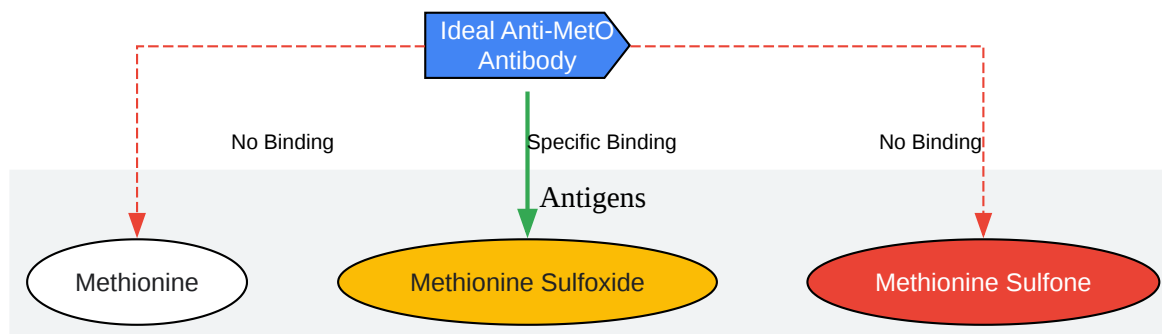 Ideal Anti-MetO
Antibody
No Binding
Specific Binding
No Binding
Antigens
Methionine
Methionine Sulfoxide
Methionine Sulfone